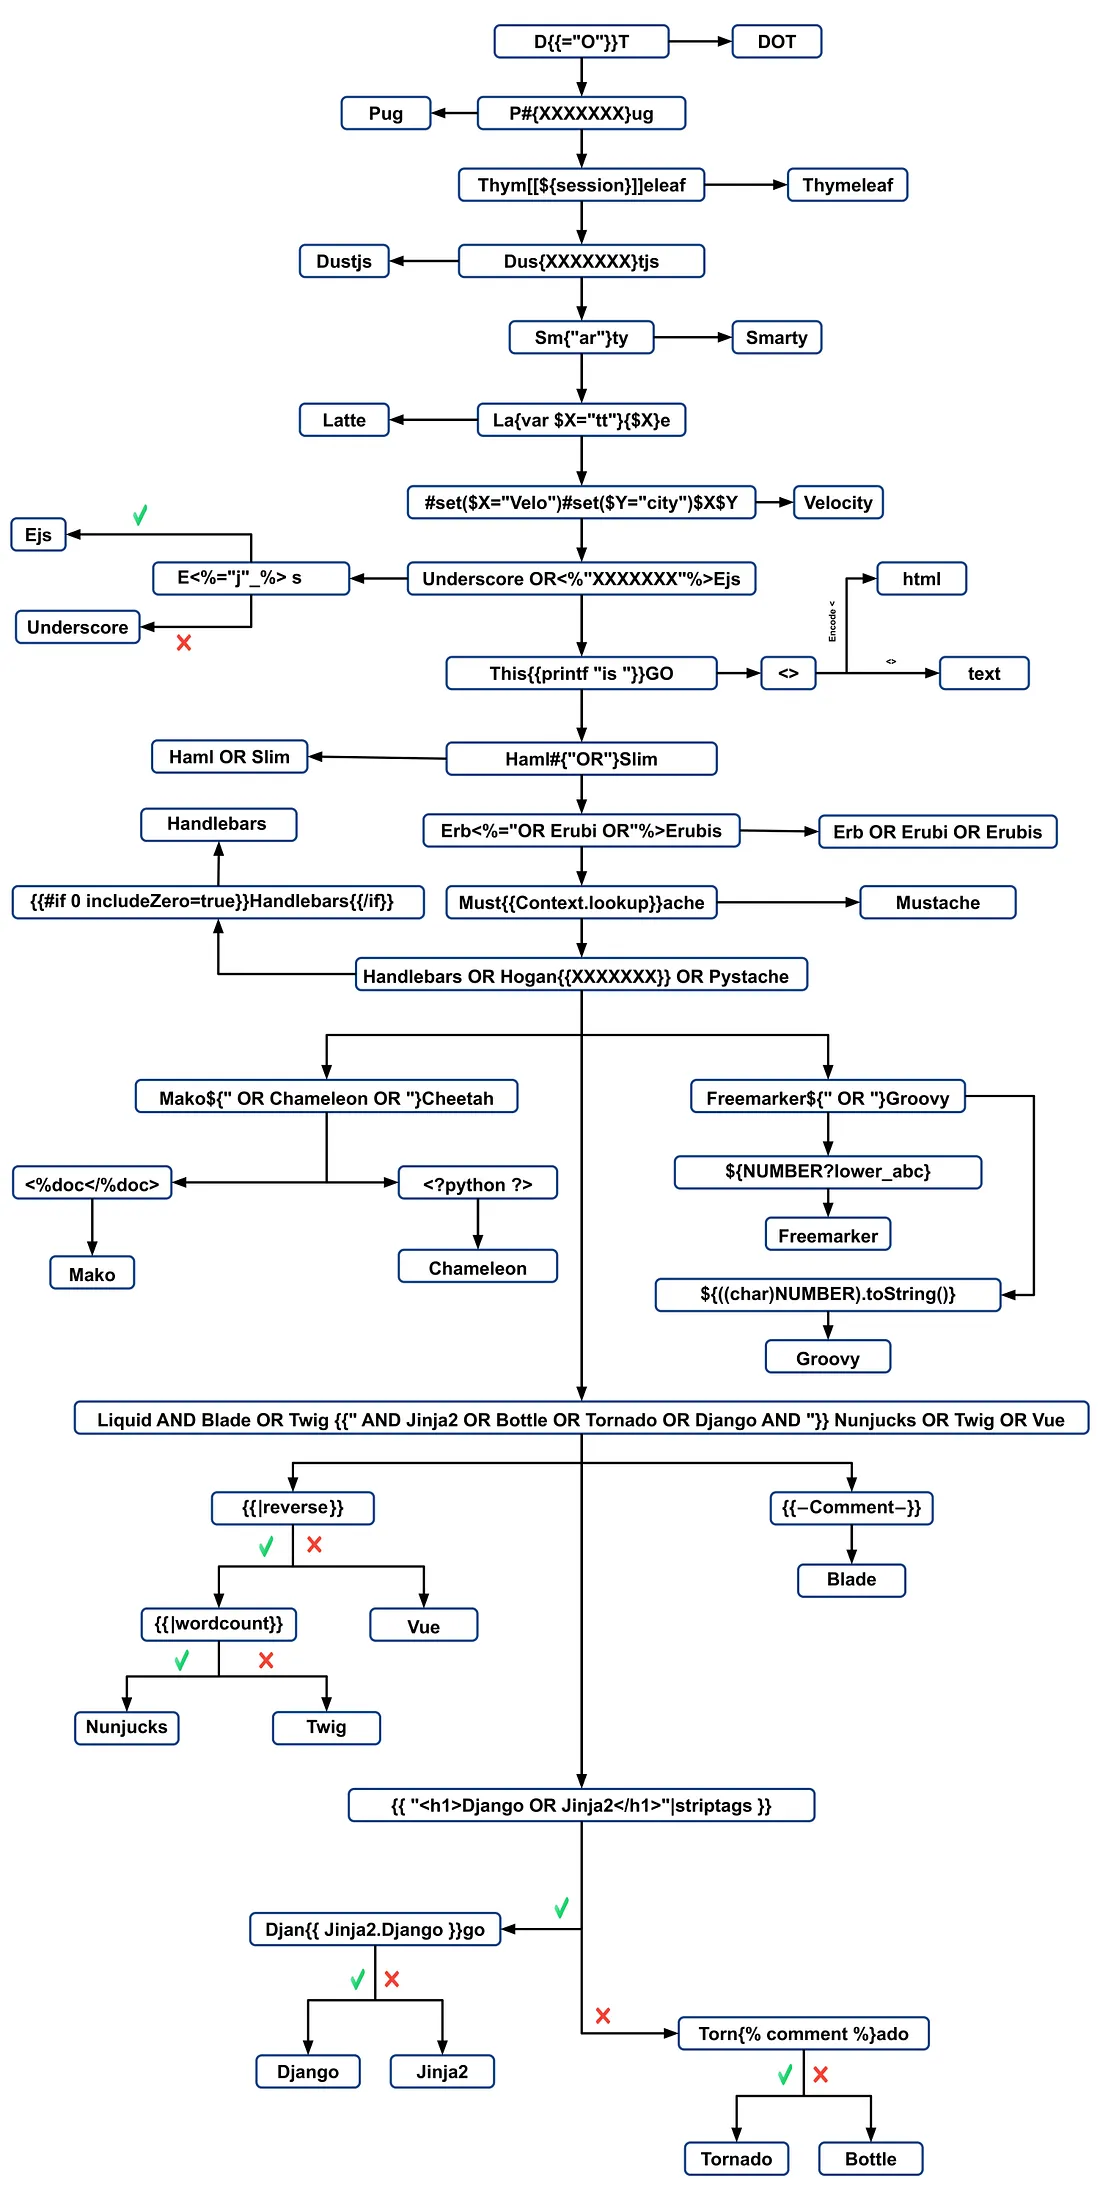 D{{="O"}}T
DOT
Pug
P#{XXXXXXX}ug
Thym[[${session}]]eleaf
Thymeleaf
Dustjs
Dus{XXXXXXX}tjs
Sm{"ar"}ty
Smarty
Latte
La{var $X="tt"}{$X}e
#set($X="Velo")#set($Y="city")$X$Y
Velocity
Ejs
E<%="j"_%> s
Underscore OR<%"XXXXXXX"%>Ejs
html
Encode <
Underscore
This{{printf "is "}}GO
<>
<>
text
Haml OR Slim
Haml#{"OR"}Slim
Handlebars
Erb<%="OR Erubi OR"%>Erubis
Erb OR Erubi OR Erubis
{{#if 0 includeZero=true}}Handlebars{{/if}}
Must{{Context.lookup}}ache
Mustache
Handlebars OR Hogan{{XXXXXXX}} OR Pystache
Mako${" OR Chameleon OR "}Cheetah
Freemarker${" OR "}Groovy
<%doc</%doc>
<?python ?>
${NUMBER?lower_abc}
Freemarker
Mako
Chameleon
${((char)NUMBER).toString()}
Groovy
Liquid AND Blade OR Twig {{" AND Jinja2 OR Bottle OR Tornado OR Django AND "}} Nunjucks OR Twig OR Vue
{{|reverse}}
{{–Comment–}}
Blade
{{|wordcount}}
Vue
Nunjucks
Twig
{{ "<h1>Django OR Jinja2</h1>"|striptags }}
Djan{{ Jinja2.Django }}go
Torn{% comment %}ado
Django
Jinja2
Tornado
Bottle